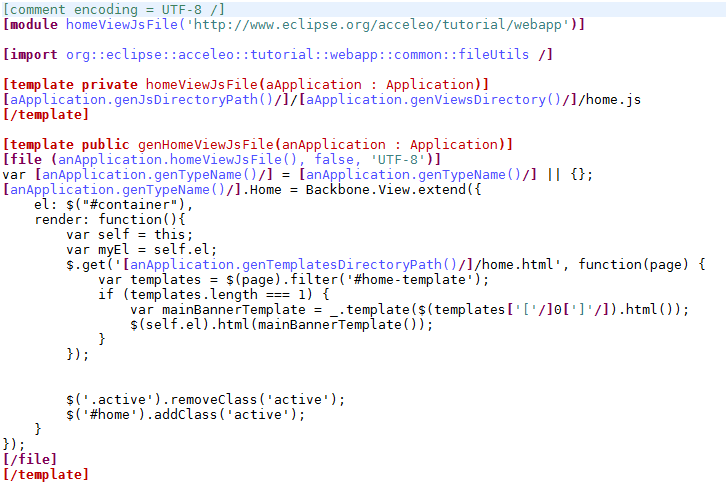 [comment encoding = UTF-8 /]
[module homeViewJsFile('http://www.eclipse.org/acceleo/tutorial/webapp')]

[import org::eclipse::acceleo::tutorial::webapp::common::fileUtils /]

[template private homeViewJsFile(aApplication : Application)]
[aApplication.genJsDirectoryPath()/]/[aApplication.genViewsDirectory()/]/home.js
[/template]

[template public genHomeViewJsFile(anApplication : Application)]
[file (anApplication.homeViewJsFile(), false, 'UTF-8')]
var [anApplication.genTypeName()/] = [anApplication.genTypeName()/] || {};
[anApplication.genTypeName()/].Home = Backbone.View.extend({
    el: $("#container"),
    render: function(){
        var self = this;
        var myEl = self.el;
        $.get('[anApplication.genTemplatesDirectoryPath()/]/home.html', function(page) {
            var templates = $(page).filter('#home-template');
            if (templates.length === 1) {
                var mainBannerTemplate = _.template($(templates['['/]0[']'/]).html());
                $(self.el).html(mainBannerTemplate());
            }
        });


        $('.active').removeClass('active');
        $('#home').addClass('active');
    }
});
[/file]
[/template]